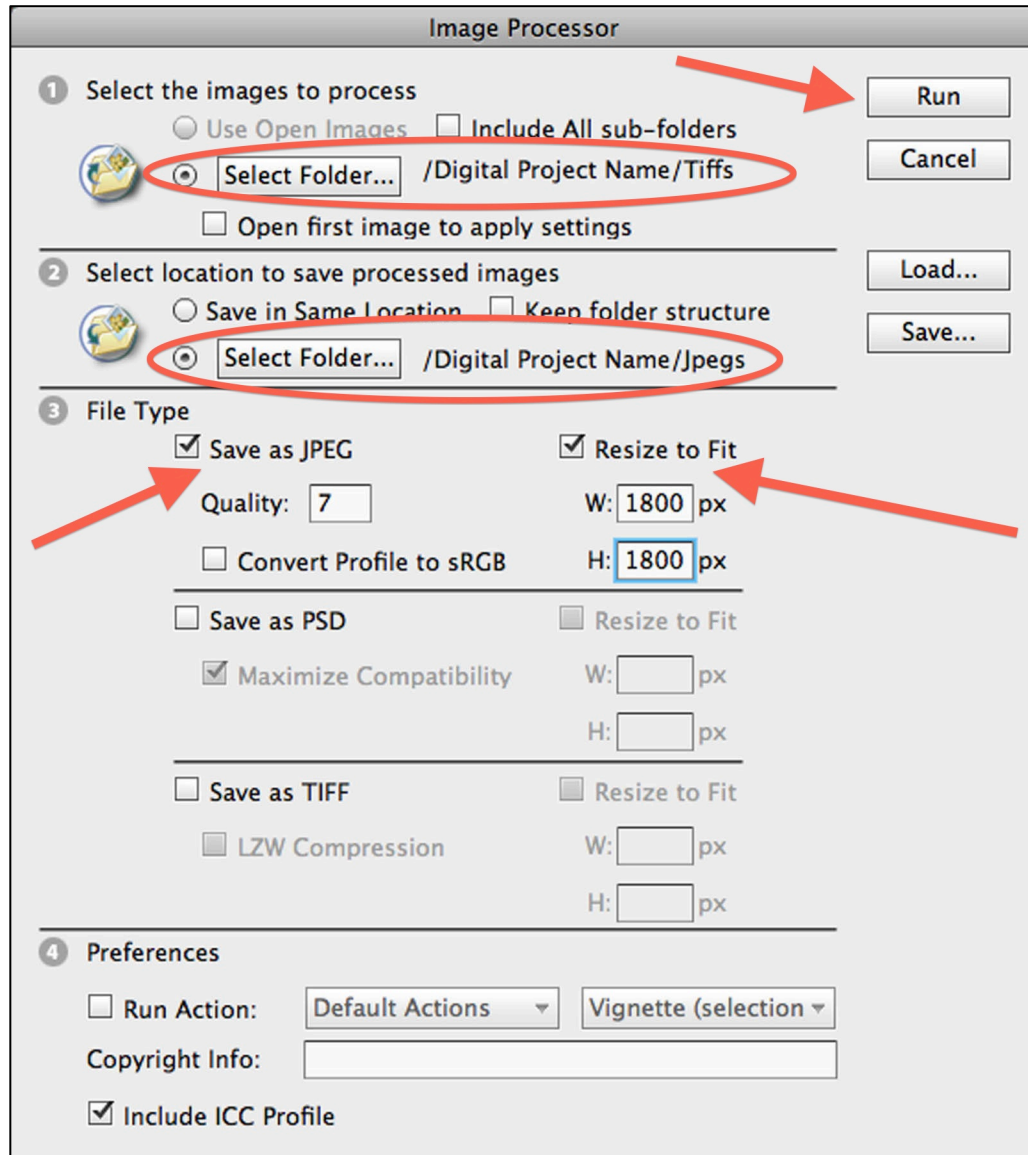 Image Processor
1 Select the images to process
Run
Use Open Images Include All sub-folders
Select Folder... /Digital Project Name/Tiffs
Cancel
Open first image to apply settings
2 Select location to save processed images
Load...
Save in Same Location Keep folder structure
Save...
Select Folder... /Digital Project Name/Jpegs
3 File Type
Save as JPEG Resize to Fit
Quality: 7 W: 1800 px
Convert Profile to sRGB H: 1800 px
Save as PSD Resize to Fit
Maximize Compatibility W: px
H: px
Save as TIFF Resize to Fit
LZW Compression W: px
H: px
4 Preferences
Run Action: Default Actions Vignette (selection
Copyright Info:
Include ICC Profile